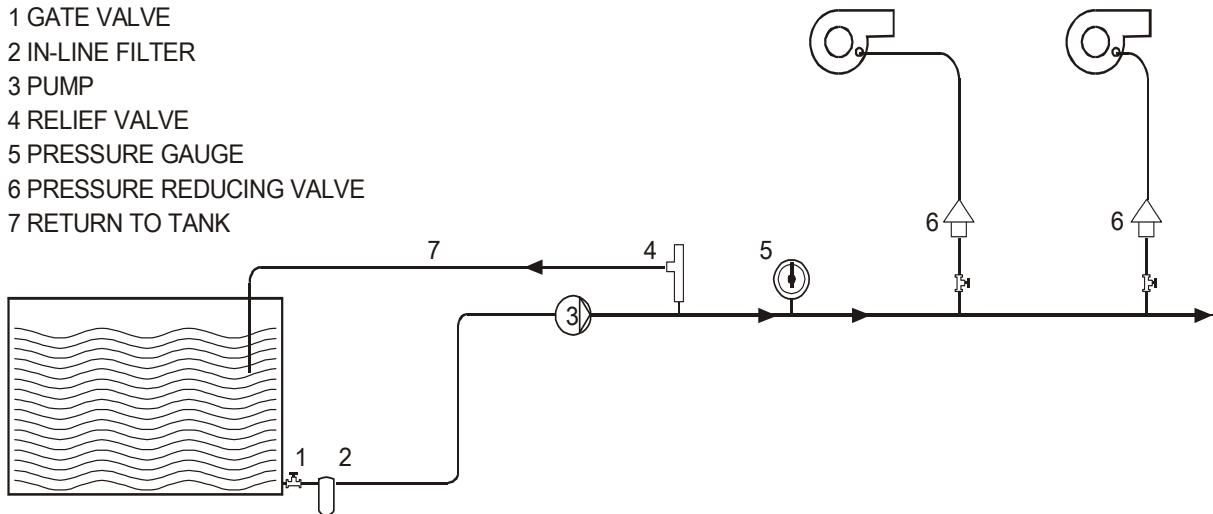 1 GATE VALVE
2 IN-LINE FILTER
3 PUMP
4 RELIEF VALVE
5 PRESSURE GAUGE
6 PRESSURE REDUCING VALVE
7 RETURN TO TANK
6
6
7
4
5
3
1
2